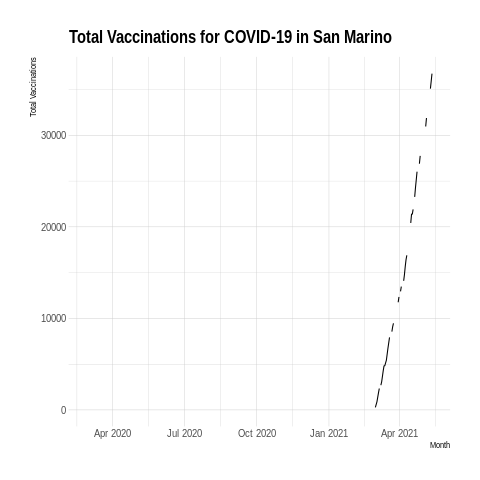 Total Vaccinations for COVID-19 in San Marino
Total Vaccinations
30000
20000
10000
0
Apr 2020 Jul 2020 Oct 2020 Jan 2021 Apr 2021
Month